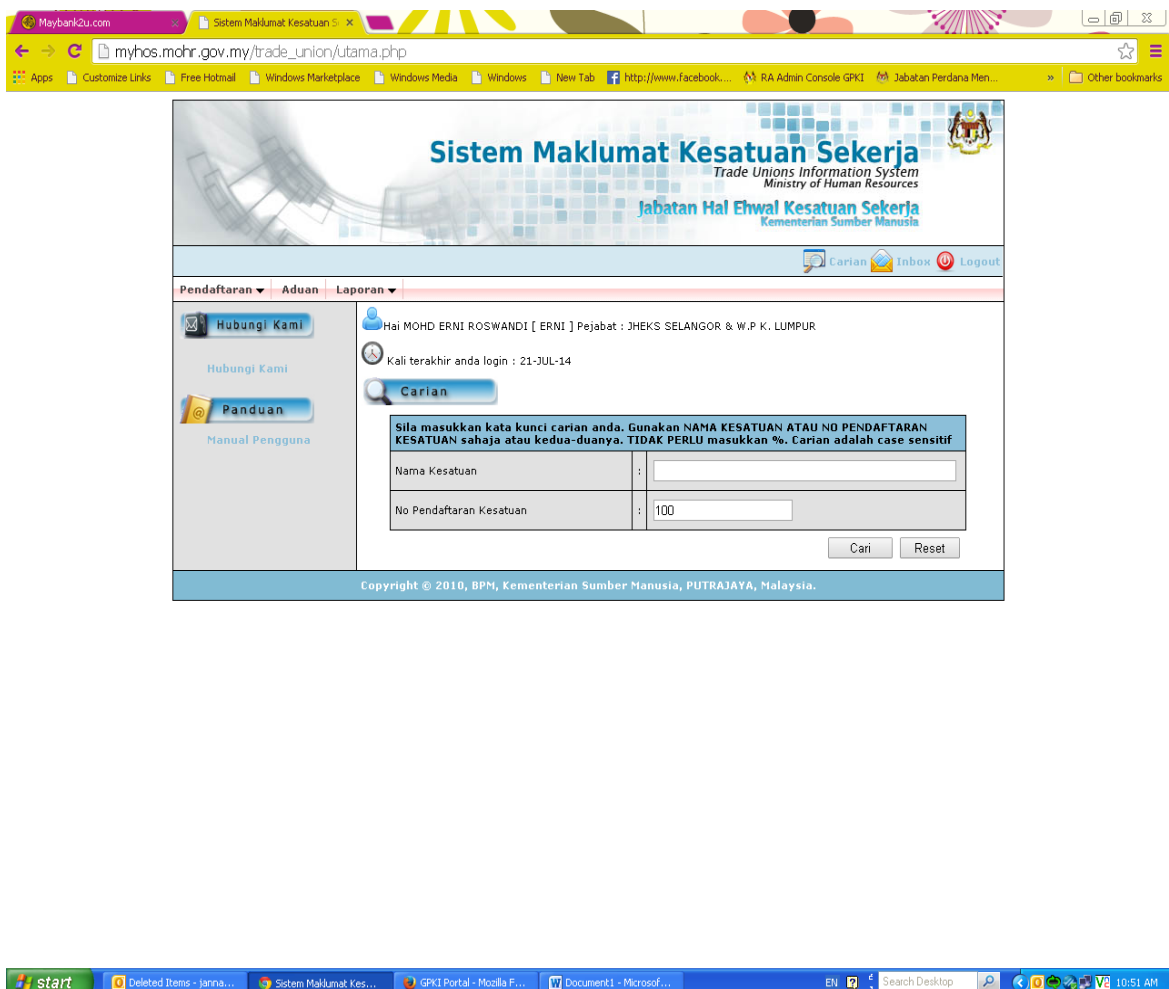 Maybank2u.com
Sistem Maklumat Kesatuan S
myhos.mohr.gov.my/trade_union/utama.php
Apps Customize Links Free Hotmail Windows Marketplace Windows Media Windows New Tab http://www.facebook.... RA Admin Console GPKI Jabatan Perdana Men... » Other bookmarks
Sistem Maklumat Kesatuan Sekerja
Trade Unions Information System
Ministry of Human Resources
Jabatan Hal Ehwal Kesatuan Sekerja
Kementerian Sumber Manusia
Carian Inbox Logout
Pendaftaran Aduan Laporan
Hubungi Kami
Hubungi Kami
Panduan
Manual Pengguna
Hai MOHD ERNI ROSWANDI [ ERNI ] Pejabat : JHEKS SELANGOR & W.P K. LUMPUR
Kali terakhir anda login : 21-JUL-14
Carian
Sila masukkan kata kunci carian anda. Gunakan NAMA KESATUAN ATAU NO PENDAFTARAN
KESATUAN sahaja atau kedua-duanya. TIDAK PERLU masukkan %. Carian adalah case sensitif
Nama Kesatuan :
No Pendaftaran Kesatuan : 100
Cari Reset
Copyright © 2010, BPM, Kementerian Sumber Manusia, PUTRAJAYA, Malaysia.
start Deleted Items - janna... Sistem Maklumat Kes... GPKI Portal - Mozilla F... Document1 - Microsof... EN Search Desktop 10:51 AM